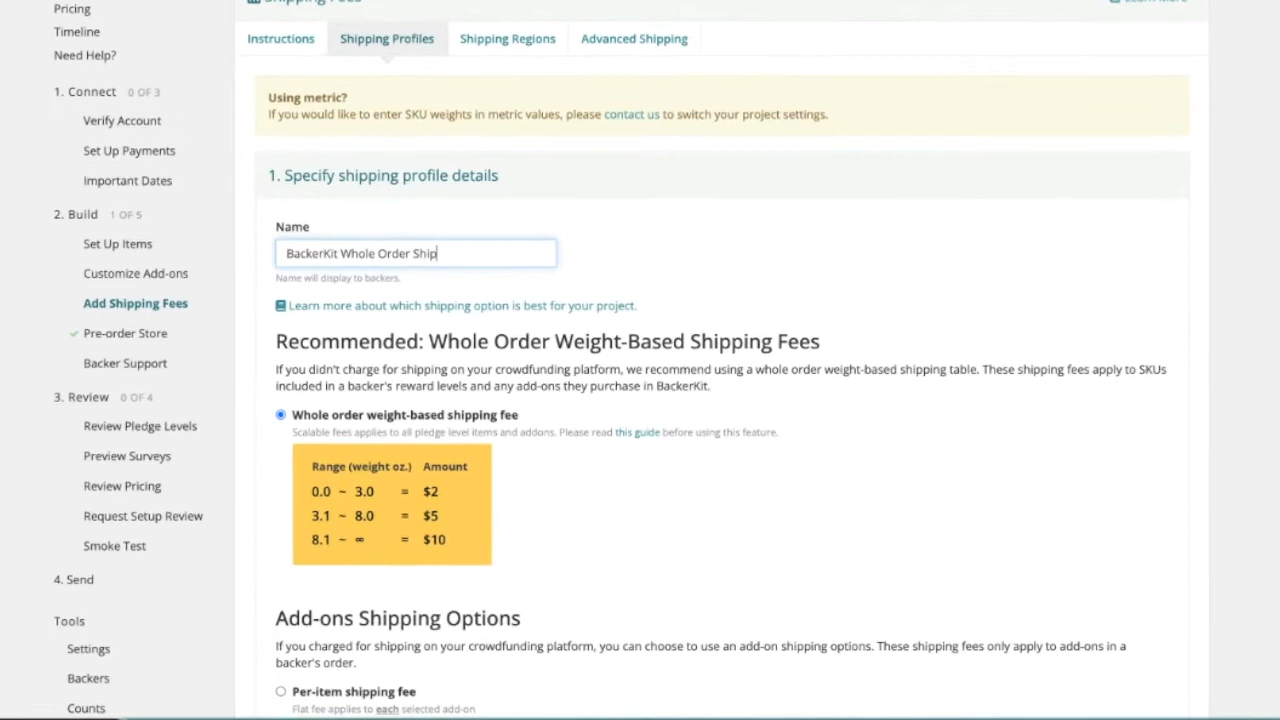 Pricing
Timeline
Need Help?
1. Connect 0 OF 3
Verify Account
Set Up Payments
Important Dates
2. Build 1 OF 5
Set Up Items
Customize Add-ons
Add Shipping Fees
Pre-order Store
Backer Support
3. Review 0 OF 4
Review Pledge Levels
Preview Surveys
Review Pricing
Request Setup Review
Smoke Test
4. Send
Tools
Settings
Backers
Counts
Shipping Fees
Learn More
Instructions
Shipping Profiles
Shipping Regions
Advanced Shipping
Using metric?
If you would like to enter SKU weights in metric values, please contact us to switch your project settings.
1. Specify shipping profile details
Name
BackerKit Whole Order Ship
Name will display to backers.
Learn more about which shipping option is best for your project.
Recommended: Whole Order Weight-Based Shipping Fees
If you didn't charge for shipping on your crowdfunding platform, we recommend using a whole order weight-based shipping table. These shipping fees apply to SKUs
included in a backer's reward levels and any add-ons they purchase in BackerKit.
Whole order weight-based shipping fee
Scalable fees applies to all pledge level items and addons. Please read this guide before using this feature.
Range (weight oz.) Amount
0.0 ~ 3.0 = $2
3.1 ~ 8.0 = $5
8.1 ~ ∞ = $10
Add-ons Shipping Options
If you charged for shipping on your crowdfunding platform, you can choose to use an add-on shipping options. These shipping fees only apply to add-ons in a
backer's order.
Per-item shipping fee
Flat fee applies to each selected add-on